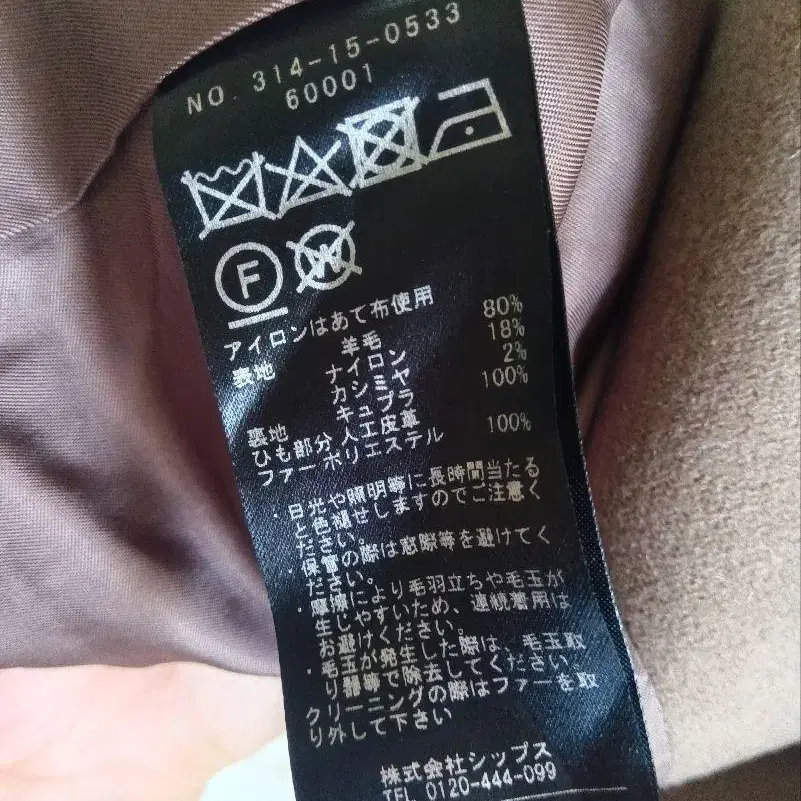 NO. 314-15-0533
60001
F W
アイロンはあて布使用
表地 羊毛 80%
ナイロン 18%
カシミヤ 2%
裏地 キュプラ 100%
ひも部分 人工皮革
ファー ポリエステル 100%
・日光や照明等に長時間当たる
と色褪せしますのでご注意く
ださい。
・保管の際は窓際等を避けてく
ださい。
・摩擦により毛羽立ちや毛玉が
生じやすいため、連続着用は
お避けください。
・毛玉が発生した際は、毛玉取
り器等で除去してください。
クリーニングの際はファーを取
り外して下さい
株式会社シップス
TEL 0120-444-099